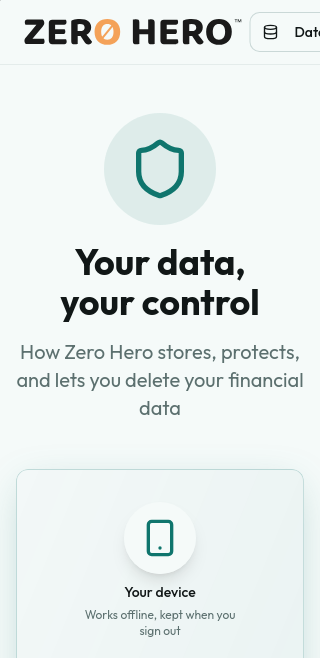 ZERO HERO™
Your data,
your control
How Zero Hero stores, protects,
and lets you delete your financial
data
Your device
Works offline, kept when you
sign out